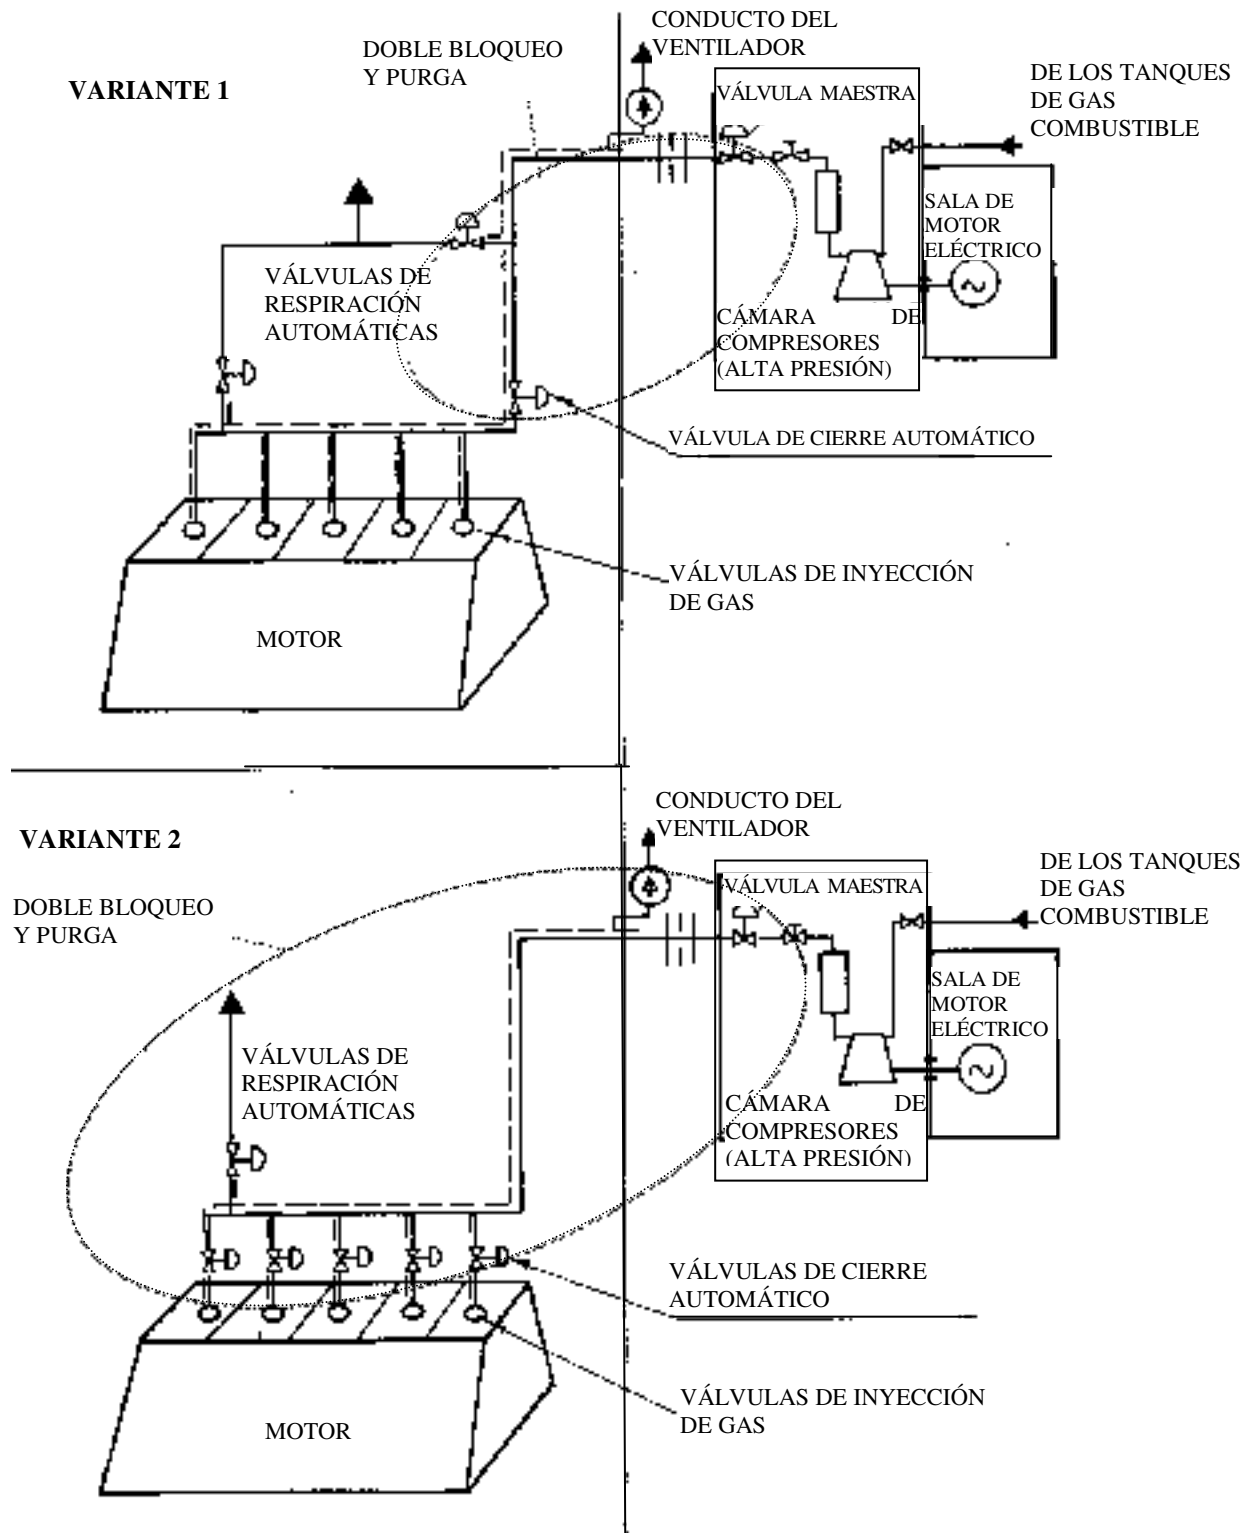 VARIANTE 1
DOBLE BLOQUEO
Y PURGA
CONDUCTO DEL
VENTILADOR
VÁLVULA MAESTRA
DE LOS TANQUES
DE GAS
COMBUSTIBLE
SALA DE
MOTOR
ELÉCTRICO
VÁLVULAS DE
RESPIRACIÓN
AUTOMÁTICAS
CÁMARA DE
COMPRESORES
(ALTA PRESIÓN)
VÁLVULA DE CIERRE AUTOMÁTICO
VÁLVULAS DE INYECCIÓN
DE GAS
MOTOR
VARIANTE 2
DOBLE BLOQUEO
Y PURGA
CONDUCTO DEL
VENTILADOR
VÁLVULA MAESTRA
DE LOS TANQUES
DE GAS
COMBUSTIBLE
SALA DE
MOTOR
ELÉCTRICO
VÁLVULAS DE
RESPIRACIÓN
AUTOMÁTICAS
CÁMARA DE
COMPRESORES
(ALTA PRESIÓN)
VÁLVULAS DE CIERRE
AUTOMÁTICO
VÁLVULAS DE INYECCIÓN
DE GAS
MOTOR